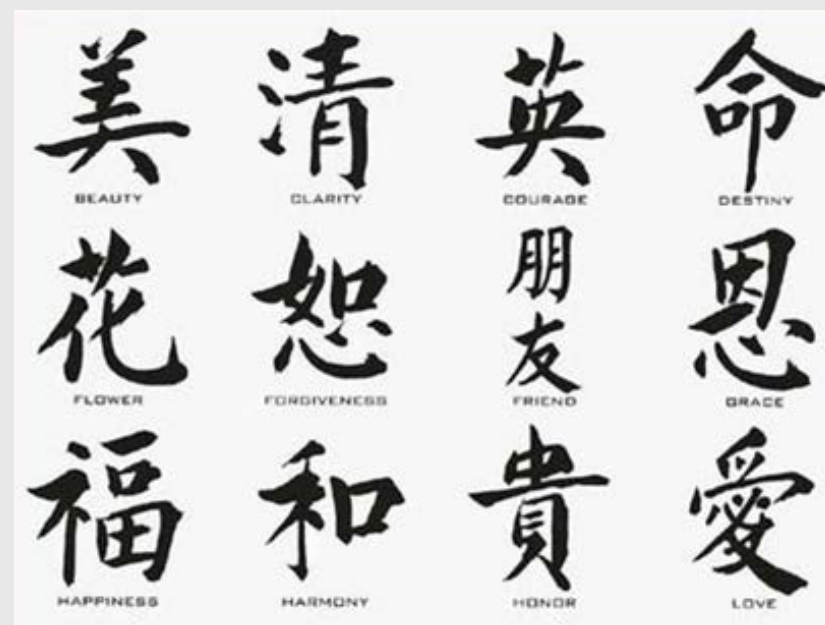 美 清 英 命
BEAUTY CLARITY COURAGE DESTINY
花 恕 朋友 恩
FLOWER FORGIVENESS FRIEND GRACE
福 和 貴 愛
HAPPINESS HARMONY HONOR LOVE